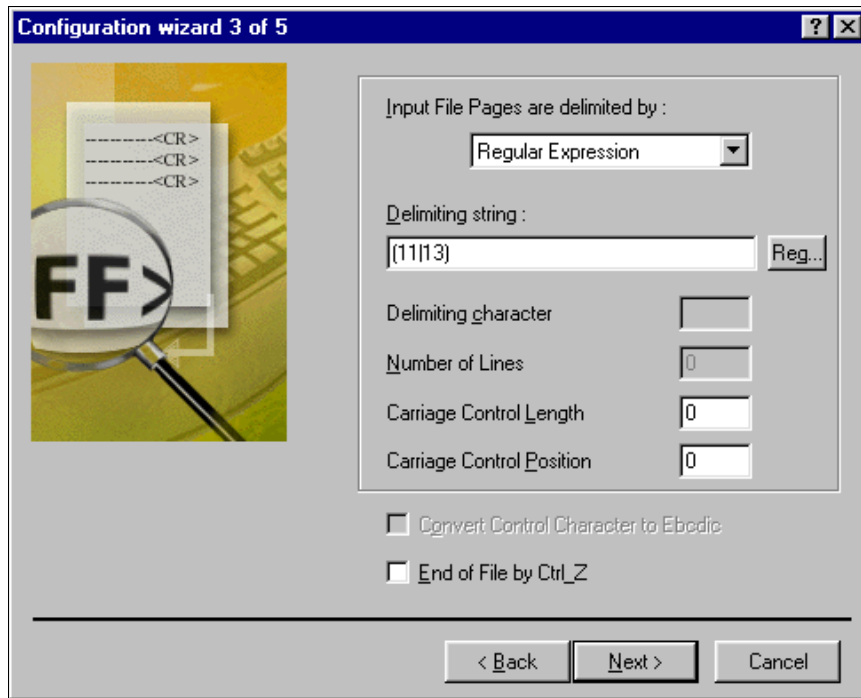 Configuration wizard 3 of 5
---------<CR>
---------<CR>
---------<CR>
FF>
Input File Pages are delimited by :
Regular Expression
Delimiting string :
(11|13) Reg...
Delimiting character
Number of Lines 0
Carriage Control Length 0
Carriage Control Position 0
Convert Control Character to Ebcdic
End of File by Ctrl_Z
< Back Next > Cancel